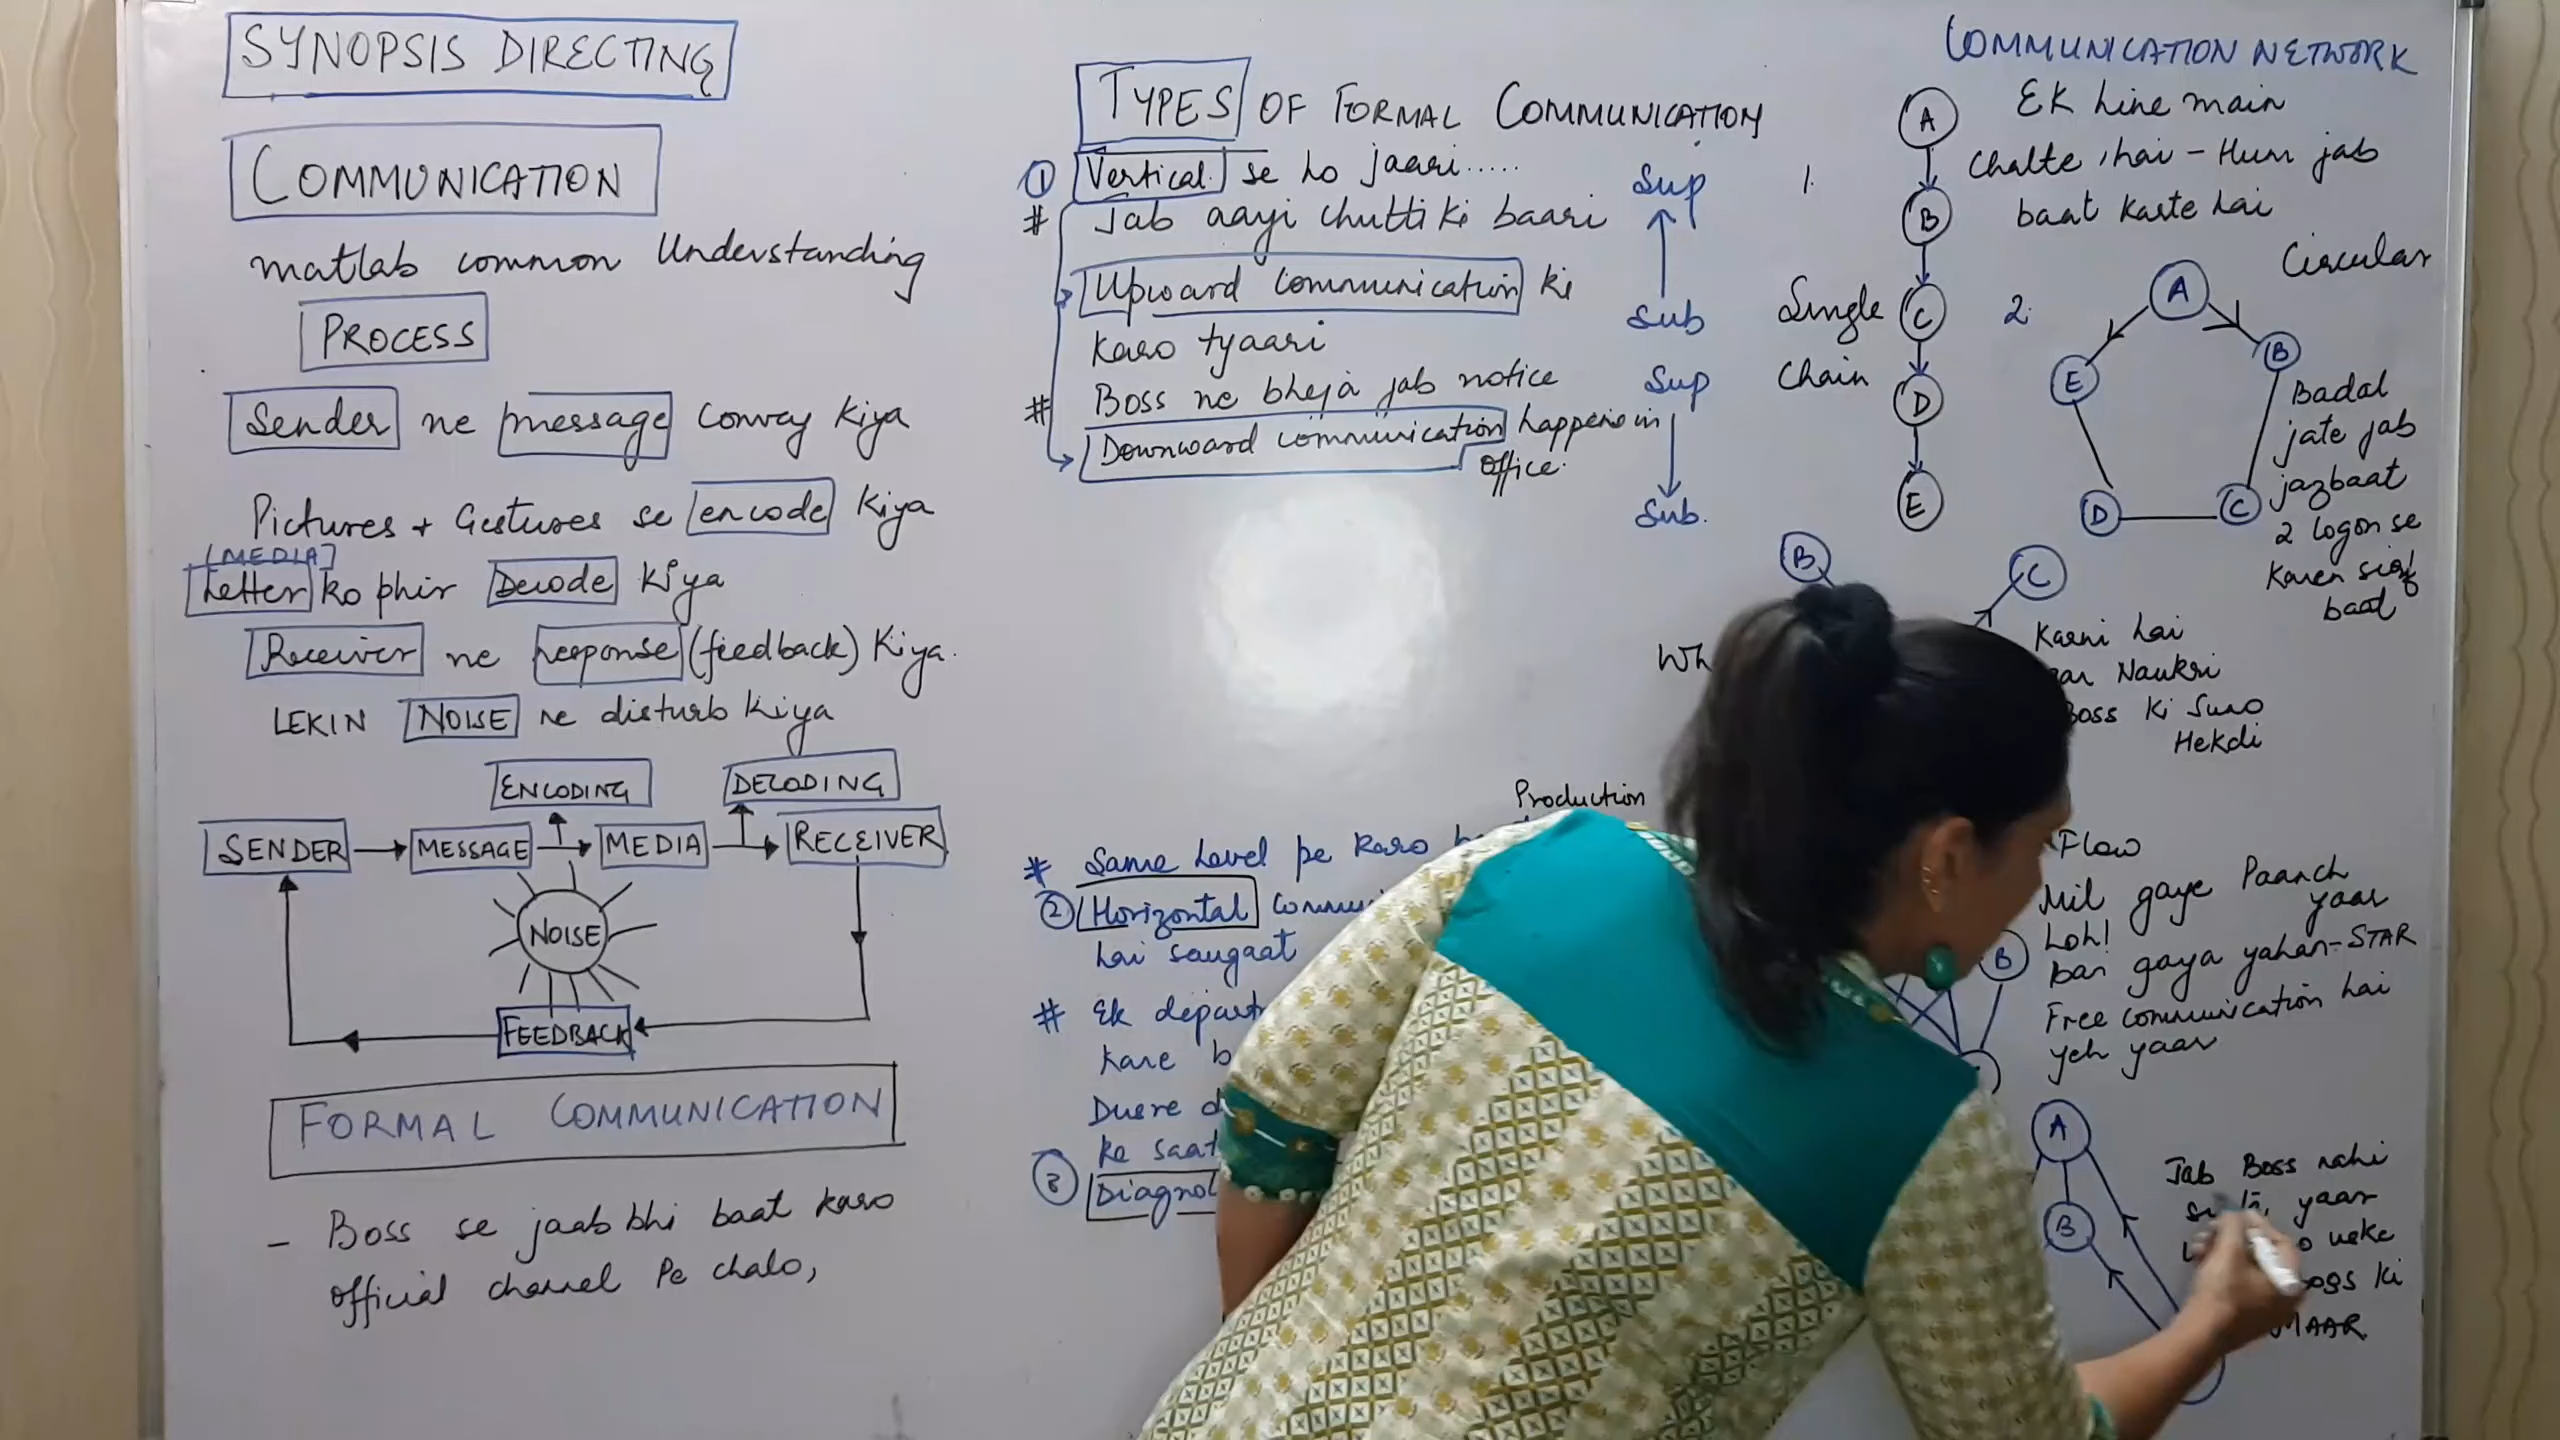 SYNOPSIS DIRECTING
COMMUNICATION
matlab common Understanding
PROCESS
Sender ne message convey kiya
Pictures + Gestures se encode kiya
[MEDIA]
Letter ko phir Decode kiya
Receiver ne response (feedback) kiya.
LEKIN NOISE ne disturb kiya
ENCODING
DECODING
SENDER
MESSAGE
MEDIA
RECEIVER
NOISE
FEEDBACK
FORMAL COMMUNICATION
- Boss se jaab bhi baat karo
official channel pe chalo,
TYPES OF FORMAL COMMUNICATION
① Vertical se ho jaari.....
# Jab aayi chutti ki baari
Upward communication ki
karo tyaari
# Boss ne bheja jab notice
Downward communication happens in
office.
Sup
Sub
Sup
Sub.
Production
* Same level pe karo
② Horizontal
hai saugaat
# Ek
kare
Dusre
ke
③
COMMUNICATION NETWORK
Ek line main
chalte hai - Hum jab
baat karte hai
1.
A
B
C
D
E
Single
Chain
2.
Circular
A
B
C
D
E
Badal
jate jab
jazbaat
2 logon se
karen sirf
baat
B
C
Wh
Karni hai
Naukri
Boss ki suno
Hekdi
Flow
Mil gaye Paanch
yaar
Loh!
Ban gaya yahan-STAR
Free communication hai
yeh yaar
B
A
B
Jab Boss nahi
yaar
ki
MAAR